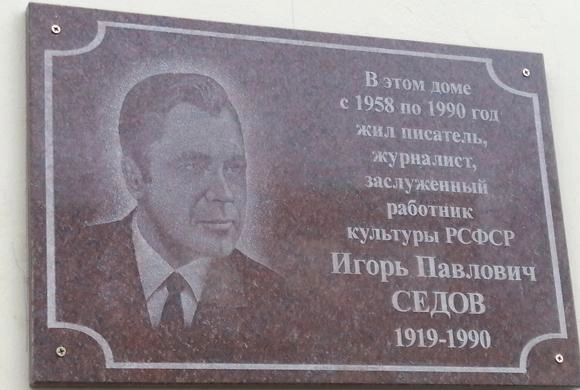 В этом доме
с 1958 по 1990 год
жил писатель,
журналист,
заслуженный
работник
культуры РСФСР
Игорь Павлович
СЕДОВ
1919-1990